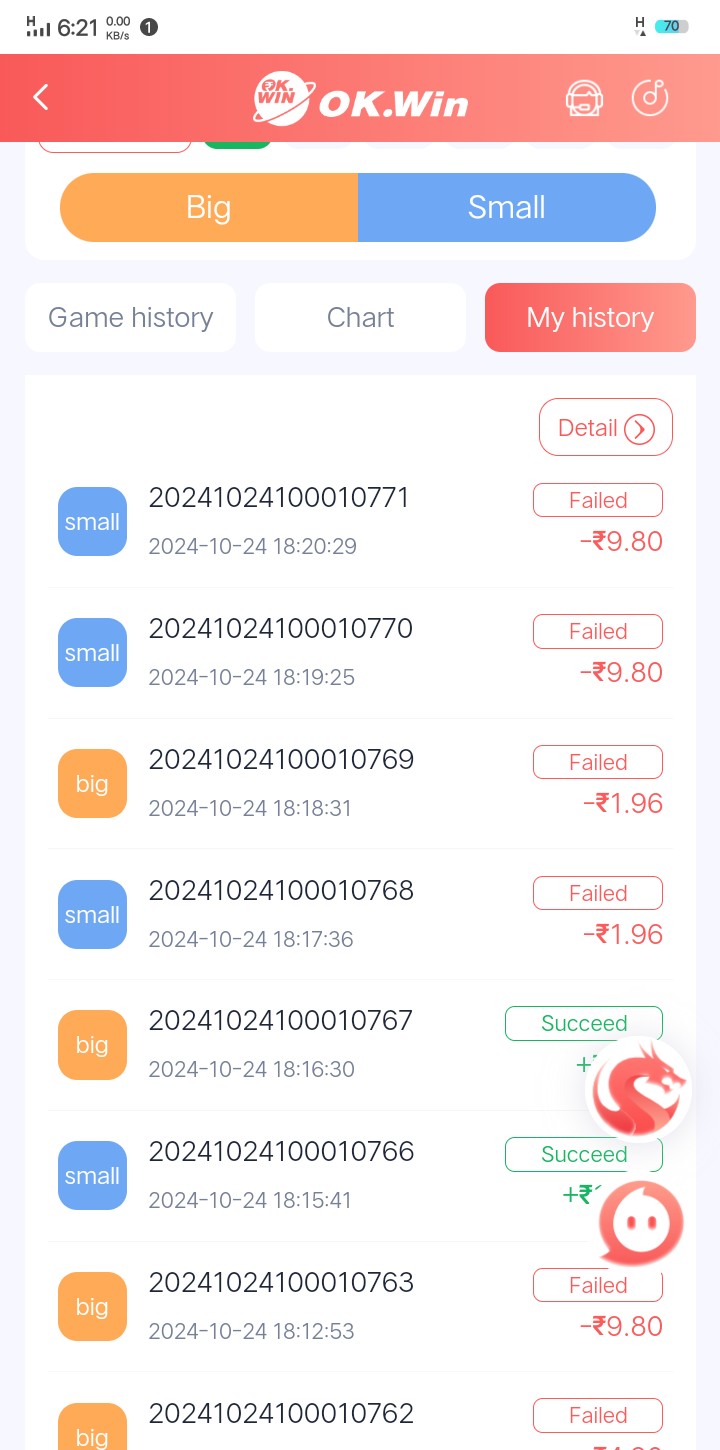 H 6:21 0.00 KB/s 1 H 70
OK. WIN OK.Win
Big Small
Game history Chart My history
Detail
small 20241024100010771 Failed
2024-10-24 18:20:29 -₹9.80
small 20241024100010770 Failed
2024-10-24 18:19:25 -₹9.80
big 20241024100010769 Failed
2024-10-24 18:18:31 -₹1.96
small 20241024100010768 Failed
2024-10-24 18:17:36 -₹1.96
big 20241024100010767 Succeed
2024-10-24 18:16:30 +
small 20241024100010766 Succeed
2024-10-24 18:15:41 +₹
big 20241024100010763 Failed
2024-10-24 18:12:53 -₹9.80
big 20241024100010762 Failed